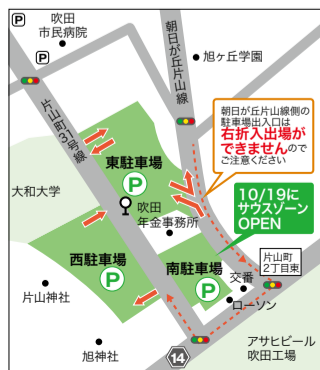 P
吹田
市民病院
P
朝日が丘片山線
旭ヶ丘学園
片山町31号線
朝日が丘片山線側の
駐車場出入口は
右折入出場が
できませんので
ご注意ください
東駐車場
P
大和大学
吹田
年金事務所
10/19に
サウスゾーン
OPEN
西駐車場
P
南駐車場
P
片山町
2丁目東
交番
ローソン
片山神社
旭神社
14
アサヒビール
吹田工場